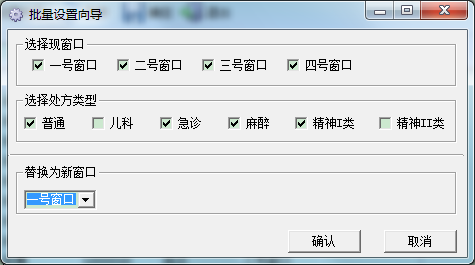 批量设置向导
选择现窗口
一号窗口 二号窗口 三号窗口 四号窗口
选择处方类型
普通 儿科 急诊 麻醉 精神I类 精神II类
替换为新窗口
一号窗口
确认 取消